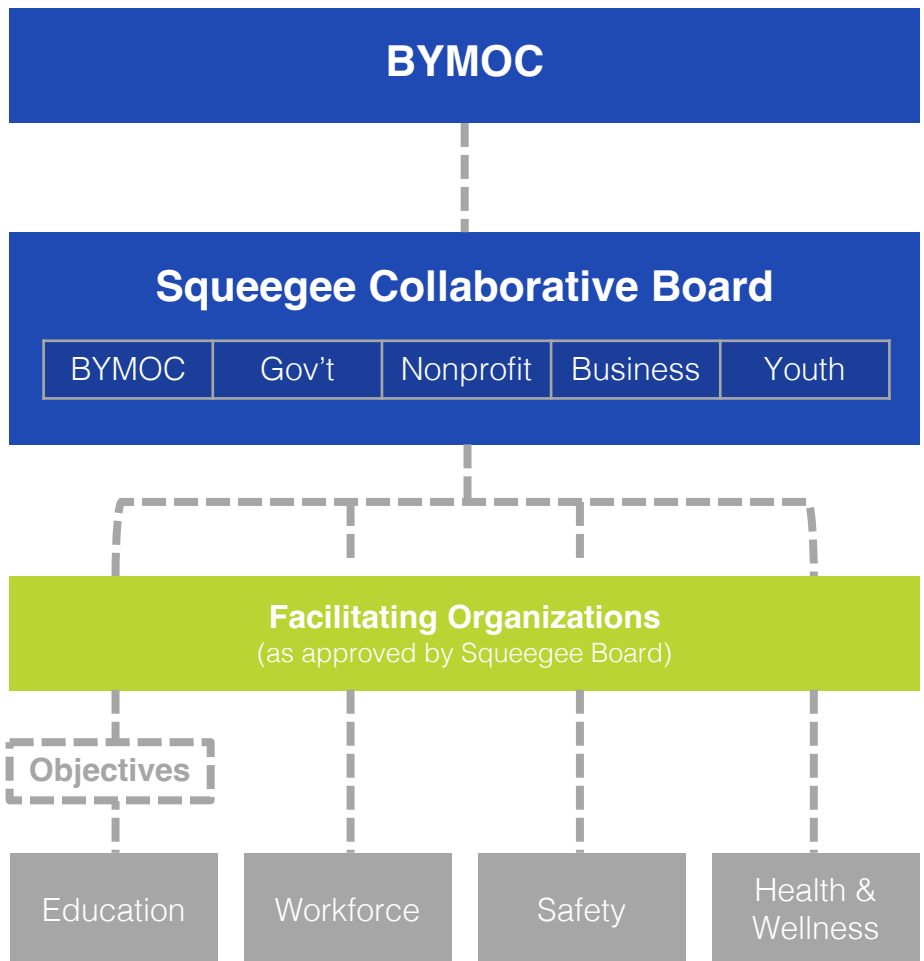 BYMOC
Squeegee Collaborative Board
BYMOC Gov't Nonprofit Business Youth
Facilitating Organizations
(as approved by Squeegee Board)
Objectives
Education
Workforce
Safety
Health &
Wellness